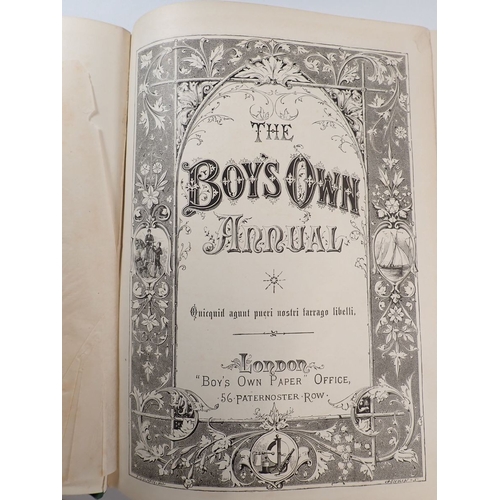 THE
BOY'S OWN
ANNUAL
Quicquid agunt pueri nostri farrago libelli.
LONDON
"BOY'S OWN PAPER" OFFICE,
56 · PATERNOSTER · ROW ·